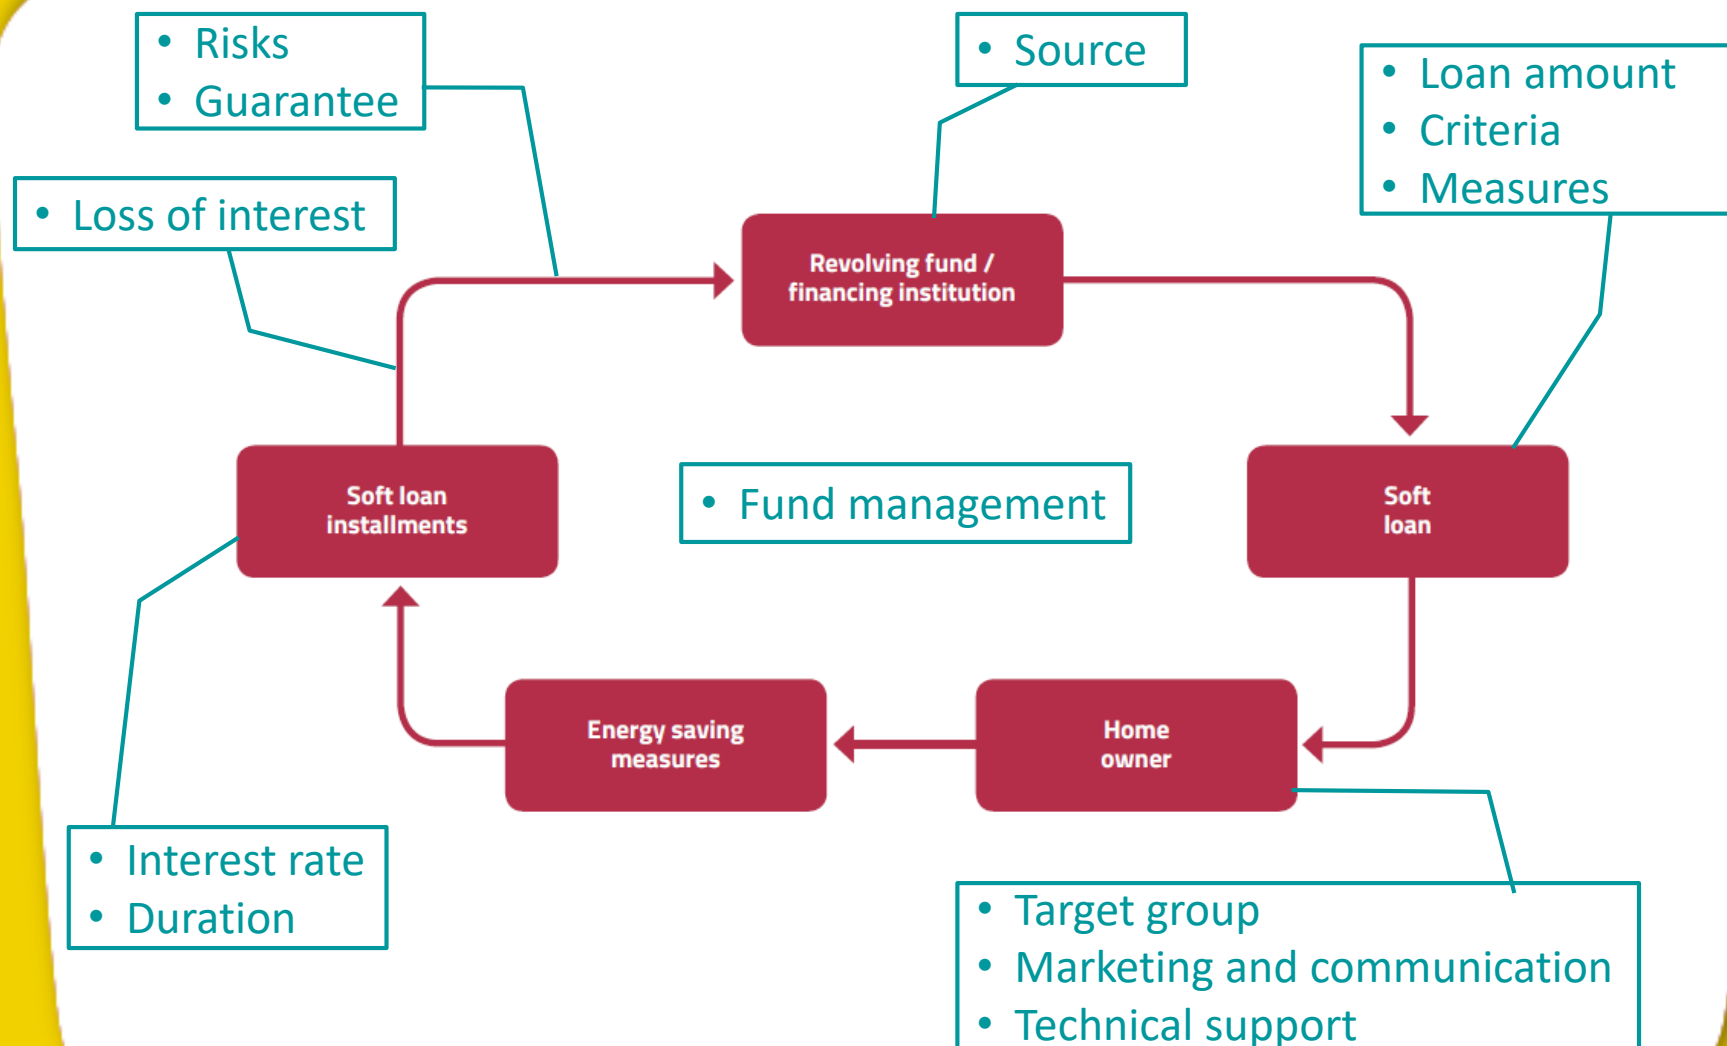 • Risks
• Guarantee
• Source
• Loan amount
• Criteria
• Measures
• Loss of interest
Revolving fund /
financing institution
Soft loan
installments
• Fund management
Soft
loan
Energy saving
measures
Home
owner
• Interest rate
• Duration
• Target group
• Marketing and communication
• Technical support